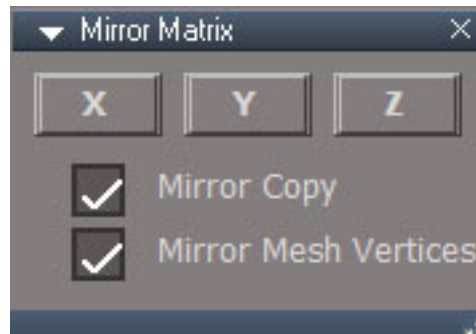 Mirror Matrix
X Y Z
Mirror Copy
Mirror Mesh Vertices